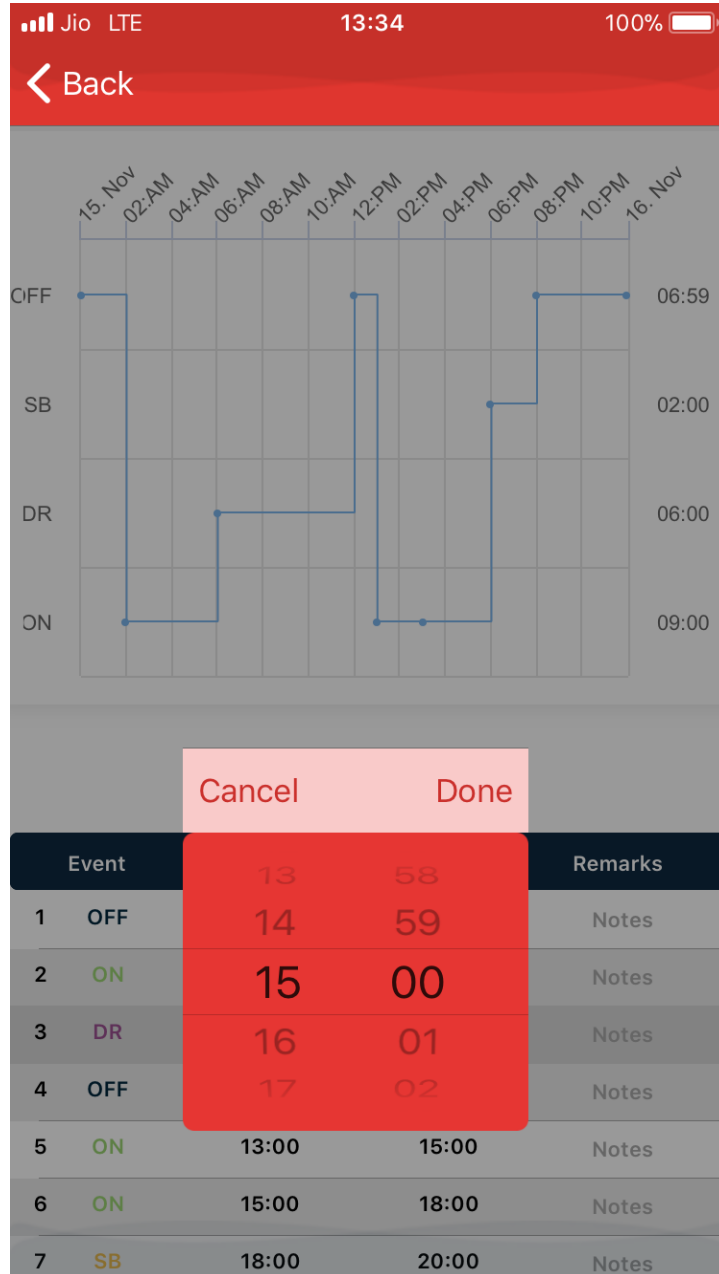 Jio LTE 13:34 100%
Back
15. Nov 02:AM 04:AM 06:AM 08:AM 10:AM 12:PM 02:PM 04:PM 06:PM 08:PM 10:PM 16. Nov
OFF 06:59
SB 02:00
DR 06:00
ON 09:00
Cancel Done
Event Remarks
13 58
14 59
15 00
16 01
17 02
1 OFF Notes
2 ON Notes
3 DR Notes
4 OFF Notes
5 ON 13:00 15:00 Notes
6 ON 15:00 18:00 Notes
7 SB 18:00 20:00 Notes